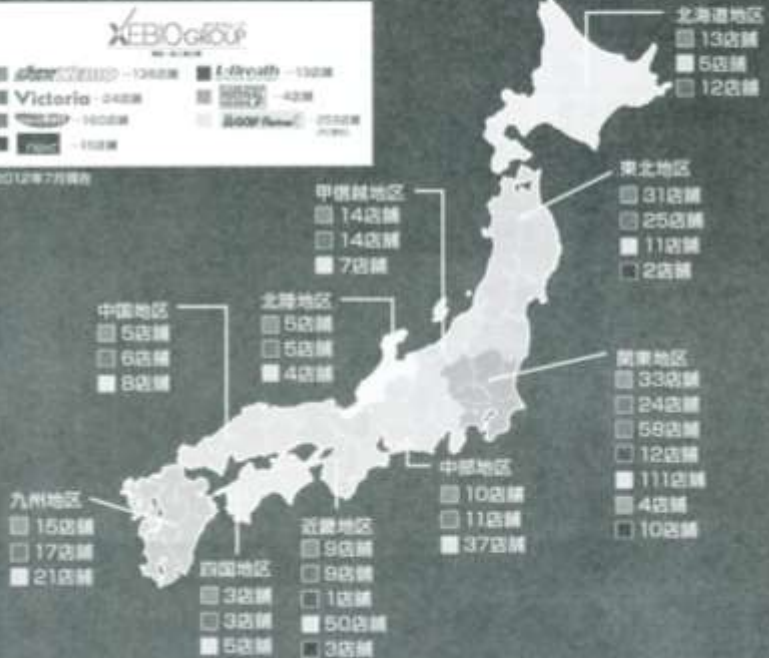 XEBIO GROUP
Victoria
L-Breath
2012年7月現在
北海道地区
13店舗
5店舗
12店舗
東北地区
31店舗
25店舗
11店舗
2店舗
甲信越地区
14店舗
14店舗
7店舗
北陸地区
5店舗
5店舗
4店舗
中国地区
5店舗
6店舗
8店舗
関東地区
33店舗
24店舗
58店舗
12店舗
111店舗
4店舗
10店舗
中部地区
10店舗
11店舗
37店舗
九州地区
15店舗
17店舗
21店舗
四国地区
3店舗
3店舗
5店舗
近畿地区
9店舗
9店舗
1店舗
50店舗
3店舗